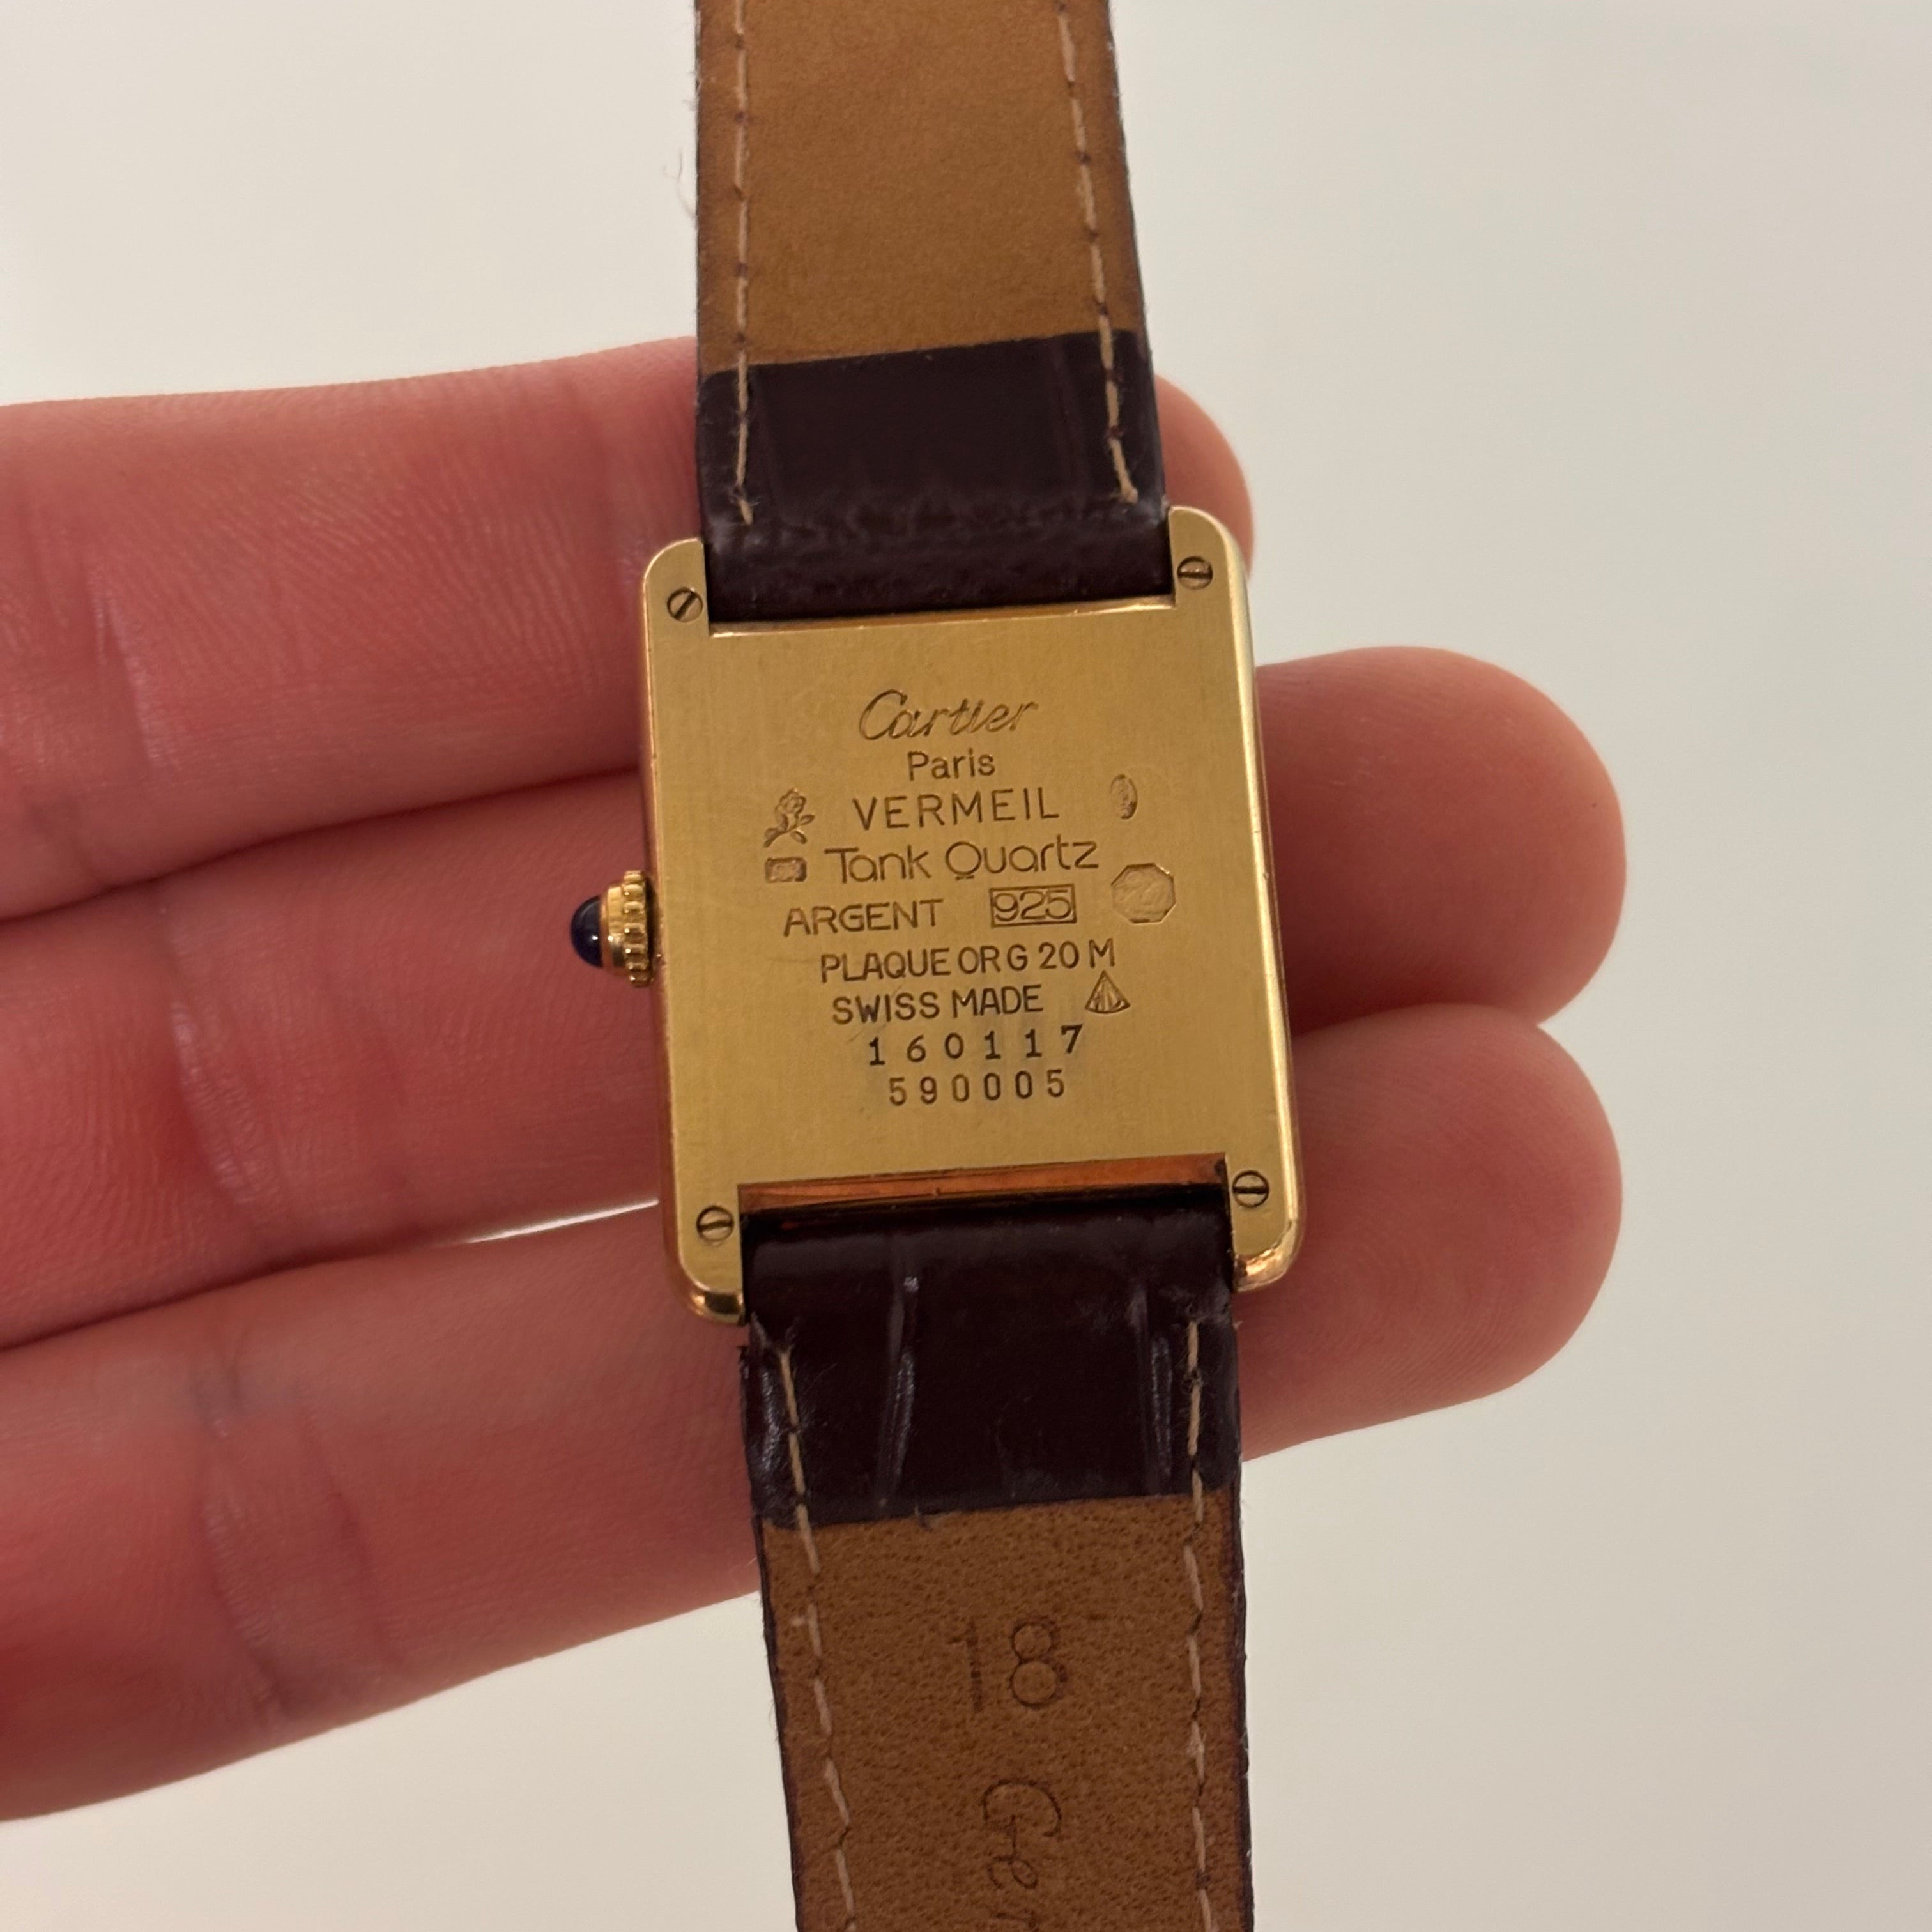 Cartier
Paris
VERMEIL
Tank Quartz
ARGENT 925
PLAQUE OR G 20 M
SWISS MADE
160117
590005
18